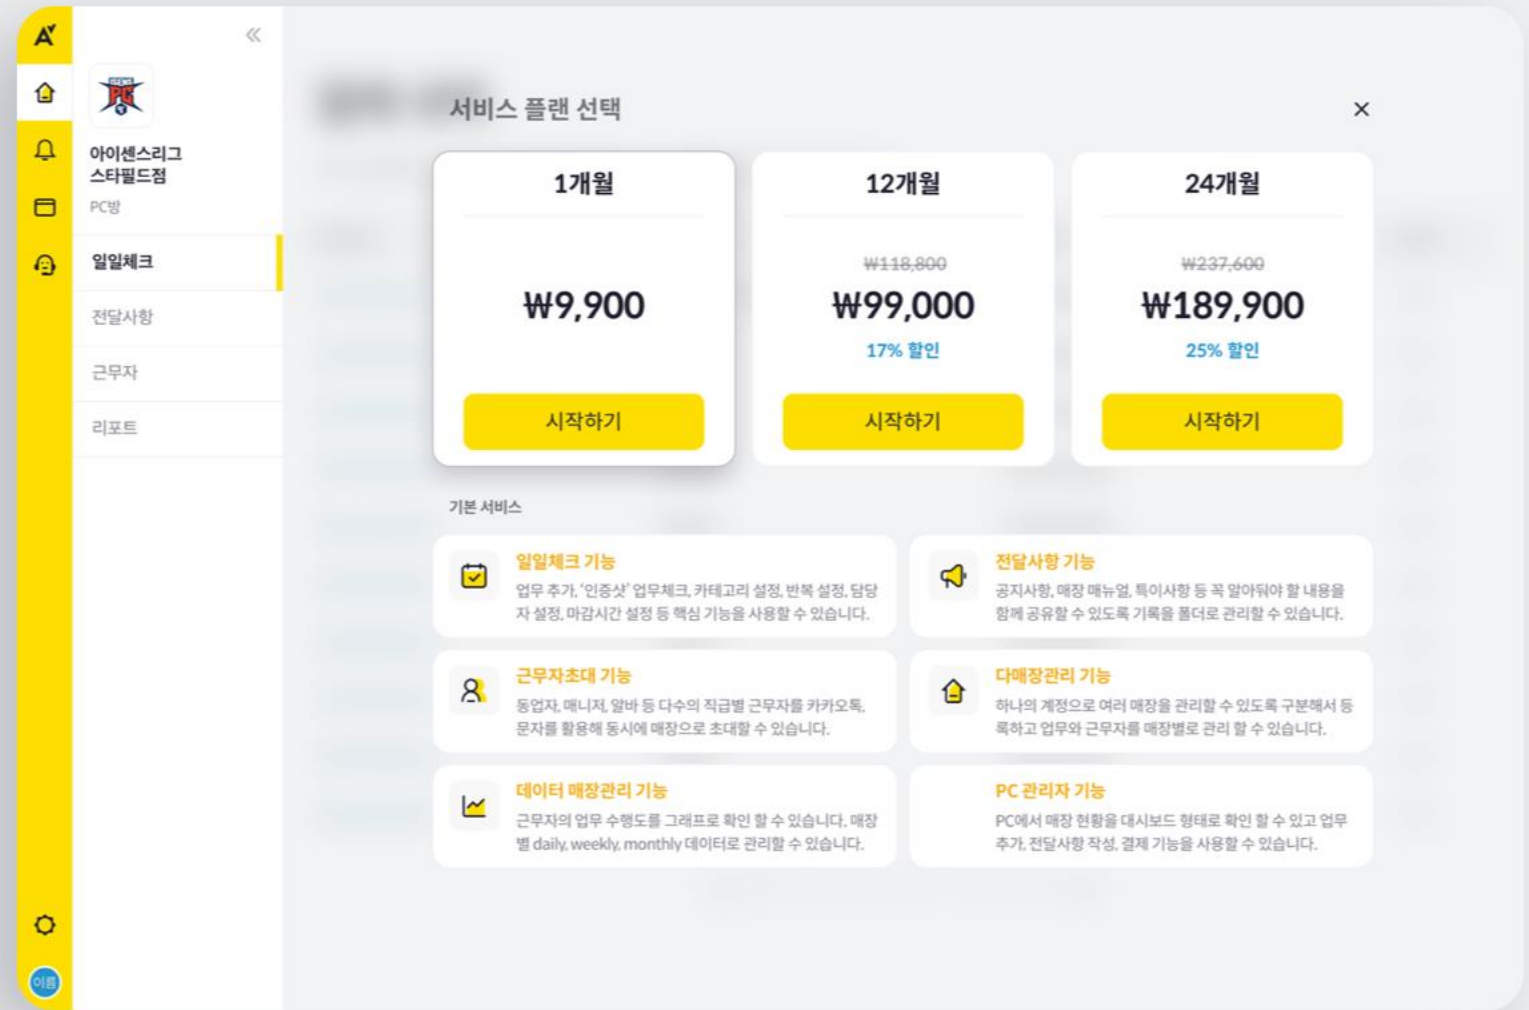 아이센스리그
스타필드점
PC방
일일체크
전달사항
근무자
리포트
이름
서비스 플랜 선택
1개월
₩9,900
시작하기
12개월
₩118,800
₩99,000
17% 할인
시작하기
24개월
₩237,600
₩189,900
25% 할인
시작하기
기본 서비스
일일체크 기능
업무 추가, ‘인증샷’ 업무체크, 카테고리 설정, 반복 설정, 담당
자 설정, 마감시간 설정 등 핵심 기능을 사용할 수 있습니다.
전달사항 기능
공지사항, 매장 매뉴얼, 특이사항 등 꼭 알아둬야 할 내용을
함께 공유할 수 있도록 기록을 폴더로 관리할 수 있습니다.
근무자초대 기능
동업자, 매니저, 알바 등 다수의 직급별 근무자를 카카오톡,
문자를 활용해 동시에 매장으로 초대할 수 있습니다.
다매장관리 기능
하나의 계정으로 여러 매장을 관리할 수 있도록 구분해서 등
록하고 업무와 근무자를 매장별로 관리 할 수 있습니다.
데이터 매장관리 기능
근무자의 업무 수행도를 그래프로 확인 할 수 있습니다. 매장
별 daily, weekly, monthly 데이터로 관리할 수 있습니다.
PC 관리자 기능
PC에서 매장 현황을 대시보드 형태로 확인 할 수 있고 업무
추가, 전달사항 작성, 결제 기능을 사용할 수 있습니다.